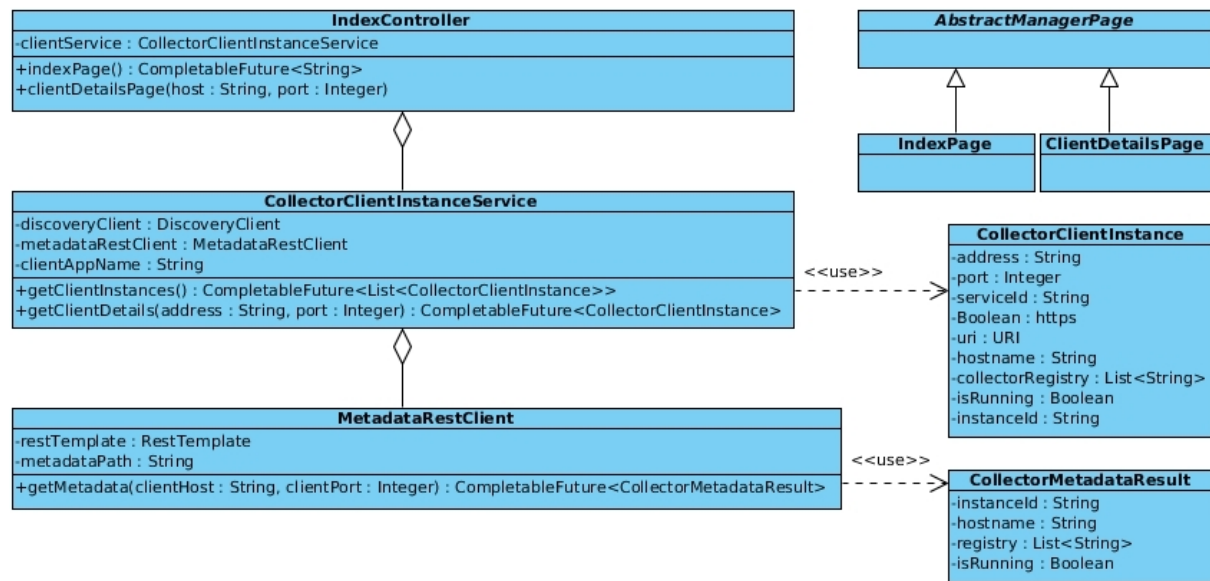 IndexController
-clientService : CollectorClientInstanceService
+indexPage() : CompletableFuture<String>
+clientDetailsPage(host : String, port : Integer)
AbstractManagerPage
IndexPage
ClientDetailsPage
CollectorClientInstanceService
-discoveryClient : DiscoveryClient
-metadataRestClient : MetadataRestClient
-clientAppName : String
+getClientInstances() : CompletableFuture<List<CollectorClientInstance>>
+getClientDetails(address : String, port : Integer) : CompletableFuture<CollectorClientInstance>
<<use>>
CollectorClientInstance
-address : String
-port : Integer
-serviceId : String
-Boolean : https
-uri : URI
-hostname : String
-collectorRegistry : List<String>
-isRunning : Boolean
-instanceId : String
MetadataRestClient
-restTemplate : RestTemplate
-metadataPath : String
+getMetadata(clientHost : String, clientPort : Integer) : CompletableFuture<CollectorMetadataResult>
<<use>>
CollectorMetadataResult
-instanceId : String
-hostname : String
-registry : List<String>
-isRunning : Boolean